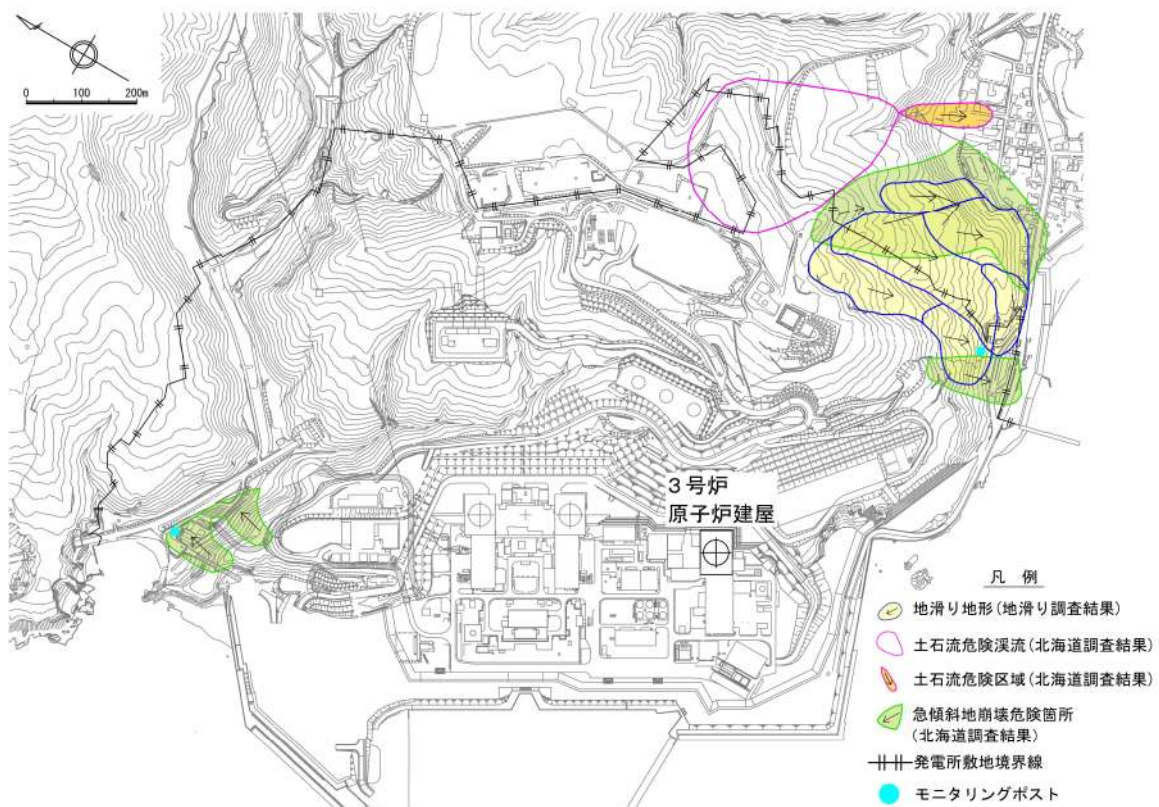 0 100 200m
3号炉
原子炉建屋
凡 例
地滑り地形(地滑り調査結果)
土石流危険渓流(北海道調査結果)
土石流危険区域(北海道調査結果)
急傾斜地崩壊危険箇所
(北海道調査結果)
発電所敷地境界線
モニタリングポスト